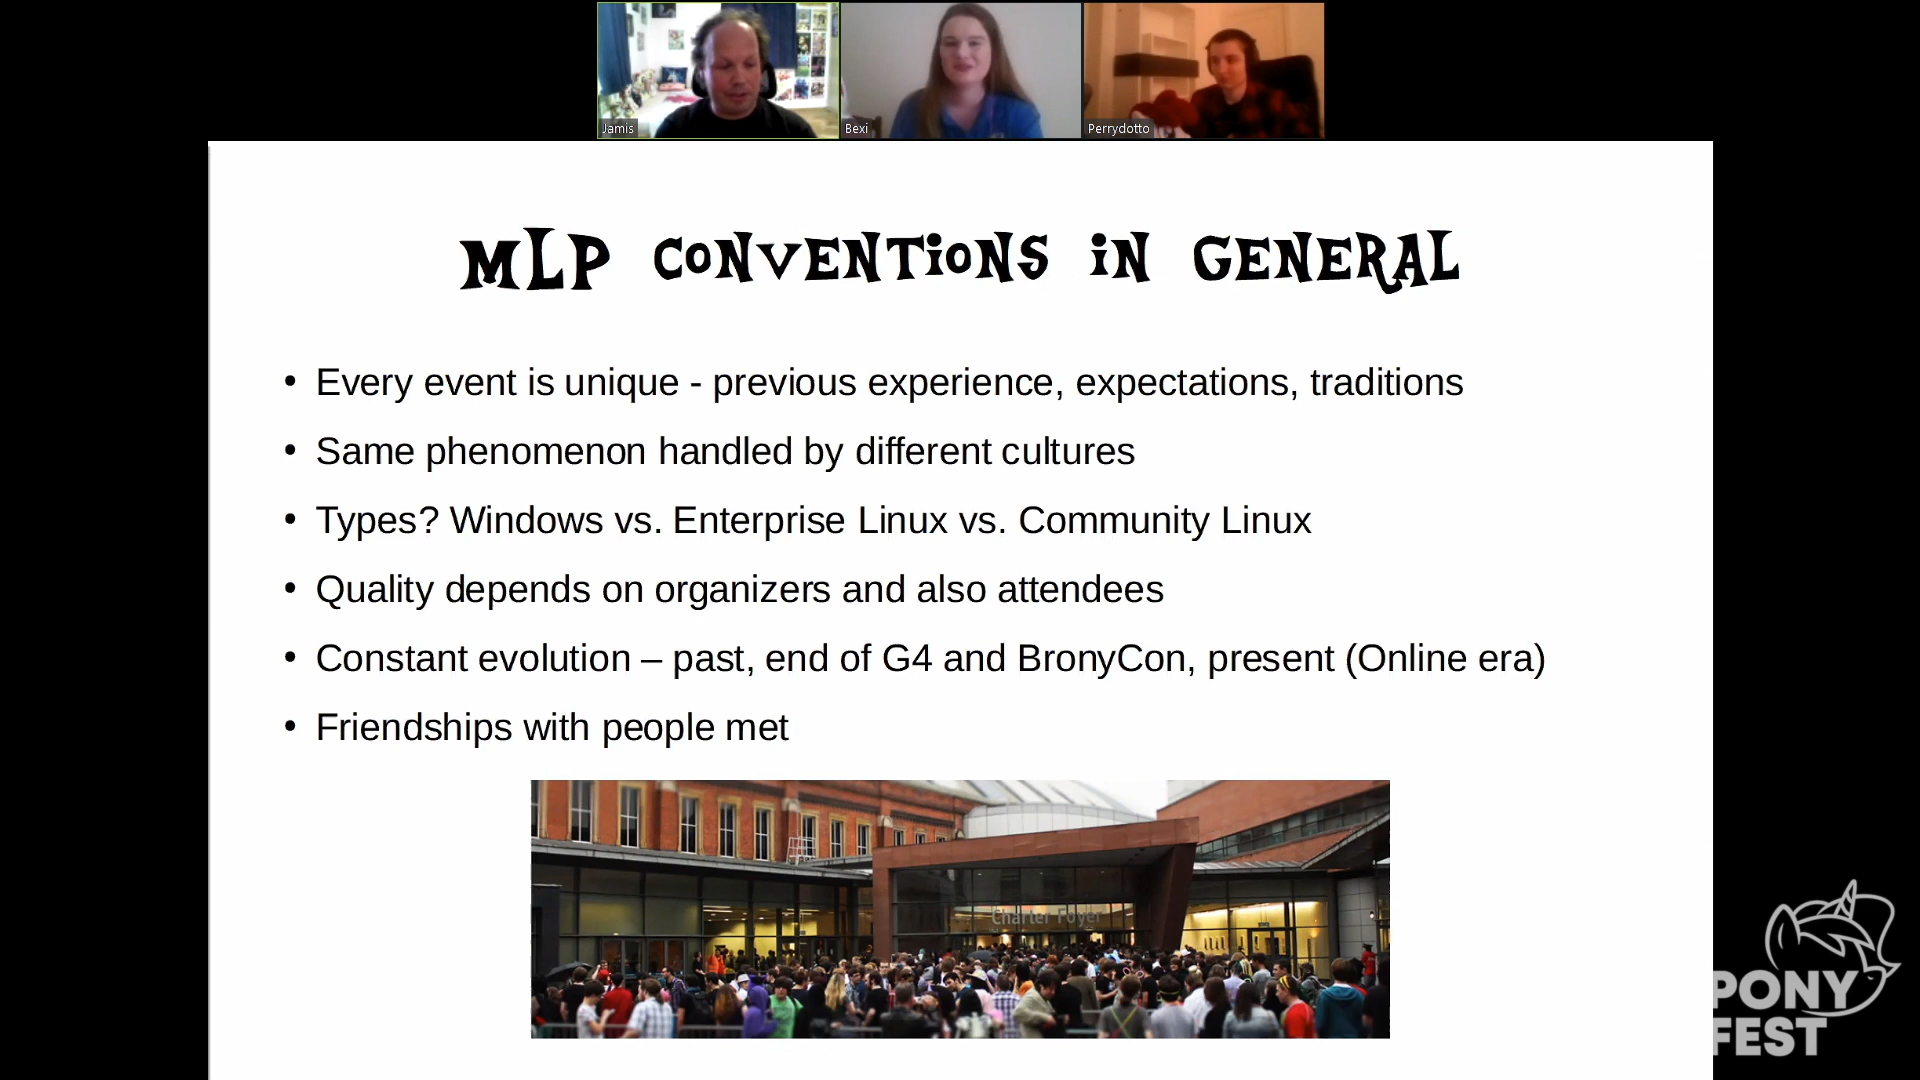 Jamis
Bexi
Perrydotto
MLP CONVENTiONS iN GENERAL
• Every event is unique - previous experience, expectations, traditions
• Same phenomenon handled by different cultures
• Types? Windows vs. Enterprise Linux vs. Community Linux
• Quality depends on organizers and also attendees
• Constant evolution – past, end of G4 and BronyCon, present (Online era)
• Friendships with people met
Charter Foyer
PONY
FEST